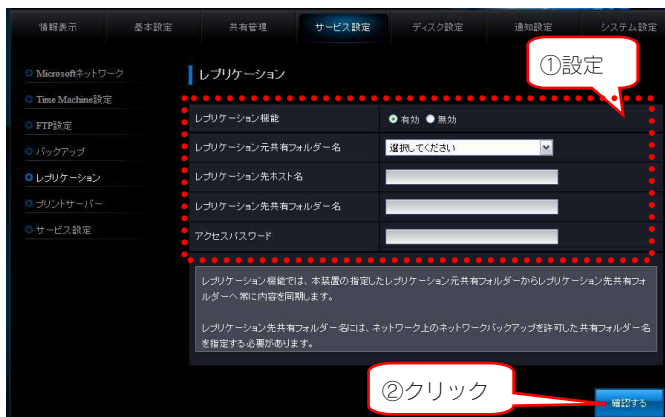 情報表示 基本設定 共有管理 サービス設定 ディスク設定 通知設定 システム設定
①設定
Microsoftネットワーク
レプリケーション
Time Machine設定
FTP設定
レプリケーション機能 有効 無効
バックアップ
レプリケーション元共有フォルダー名 選択してください
レプリケーション
レプリケーション先ホスト名
プリントサーバー
レプリケーション先共有フォルダー名
サービス設定
アクセスパスワード
レプリケーション機能では、本装置の指定したレプリケーション元共有フォルダーからレプリケーション先共有フォ
ルダーへ常に内容を同期します。
レプリケーション先共有フォルダー名には、ネットワーク上のネットワークバックアップを許可した共有フォルダー名
を指定する必要があります。
②クリック
確認する